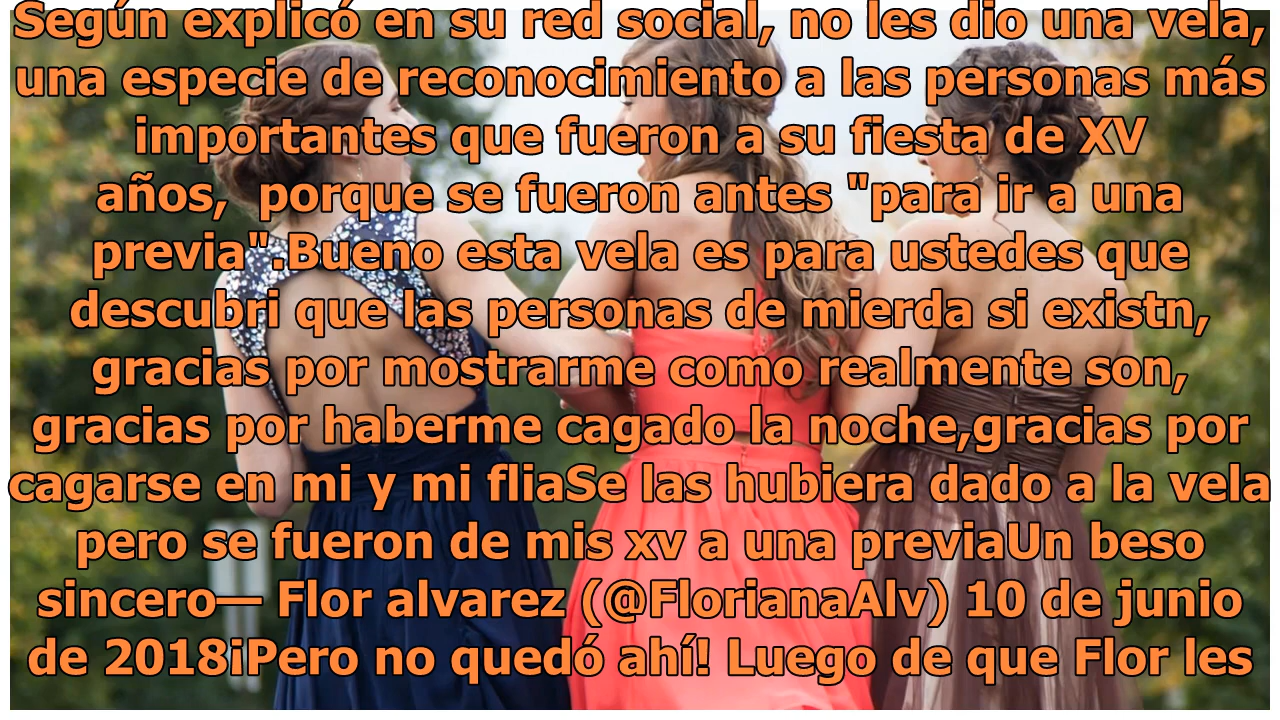 Según explicó en su red social, no les dio una vela,
una especie de reconocimiento a las personas más
importantes que fueron a su fiesta de XV
años,  porque se fueron antes "para ir a una
previa".Bueno esta vela es para ustedes que
descubri que las personas de mierda si existn,
gracias por mostrarme como realmente son,
gracias por haberme cagado la noche,gracias por
cagarse en mi y mi fliaSe las hubiera dado a la vela
pero se fueron de mis xv a una previaUn beso
sincero— Flor alvarez (@FlorianaAlv) 10 de junio
de 2018¡Pero no quedó ahí! Luego de que Flor les